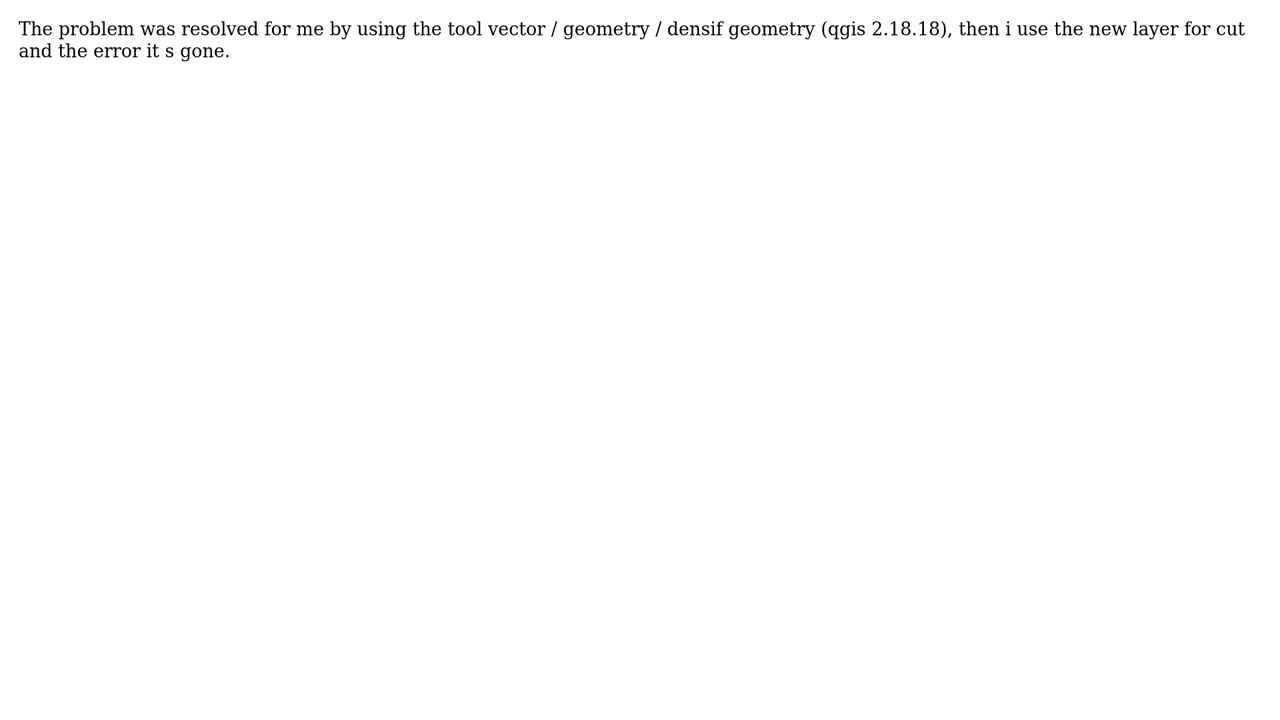 The problem was resolved for me by using the tool vector / geometry / densif geometry (qgis 2.18.18), then i use the new layer for cut
and the error it s gone.